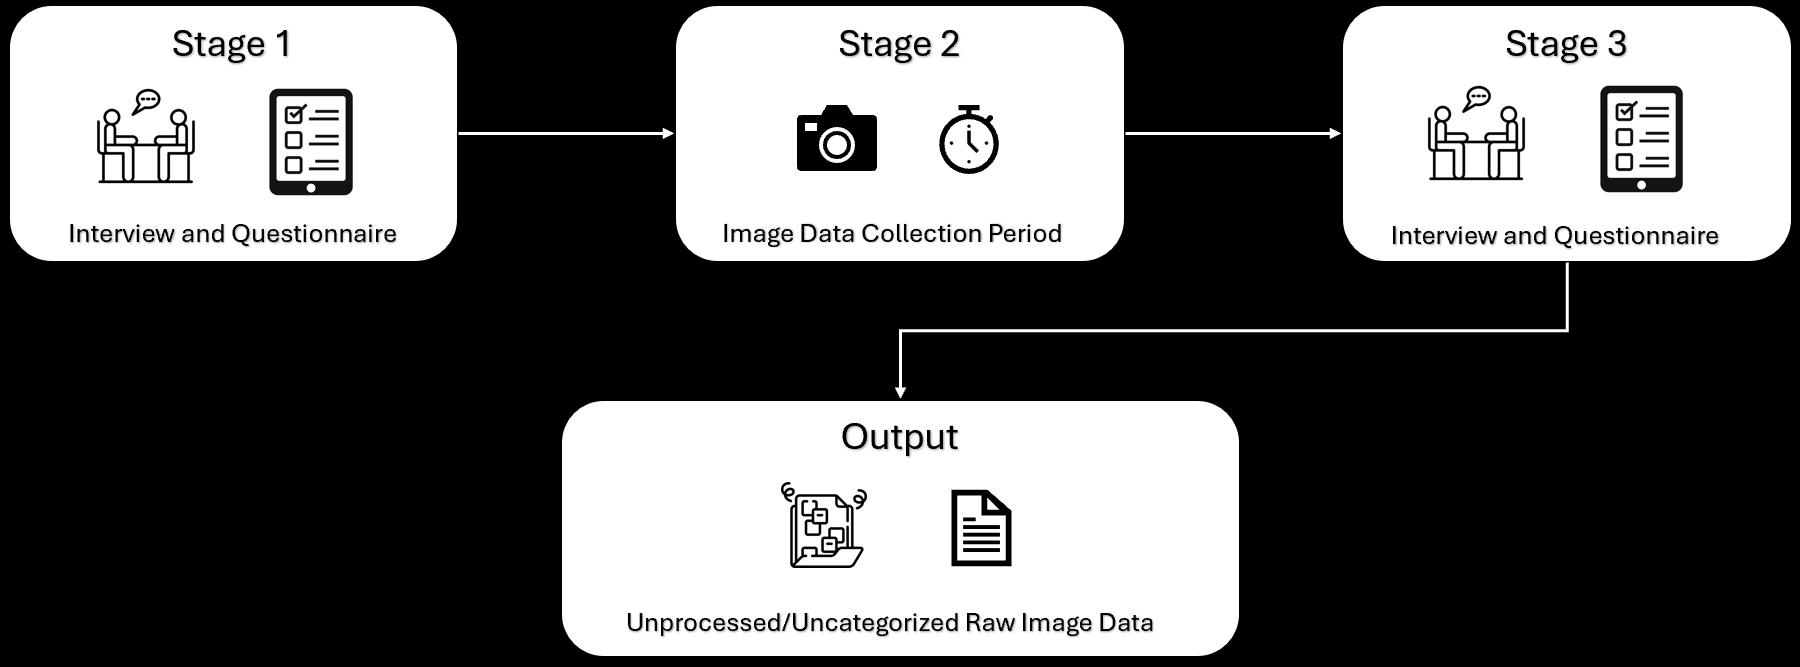 Stage 1
Interview and Questionnaire
Stage 2
Image Data Collection Period
Stage 3
Interview and Questionnaire
Output
Unprocessed/Uncategorized Raw Image Data